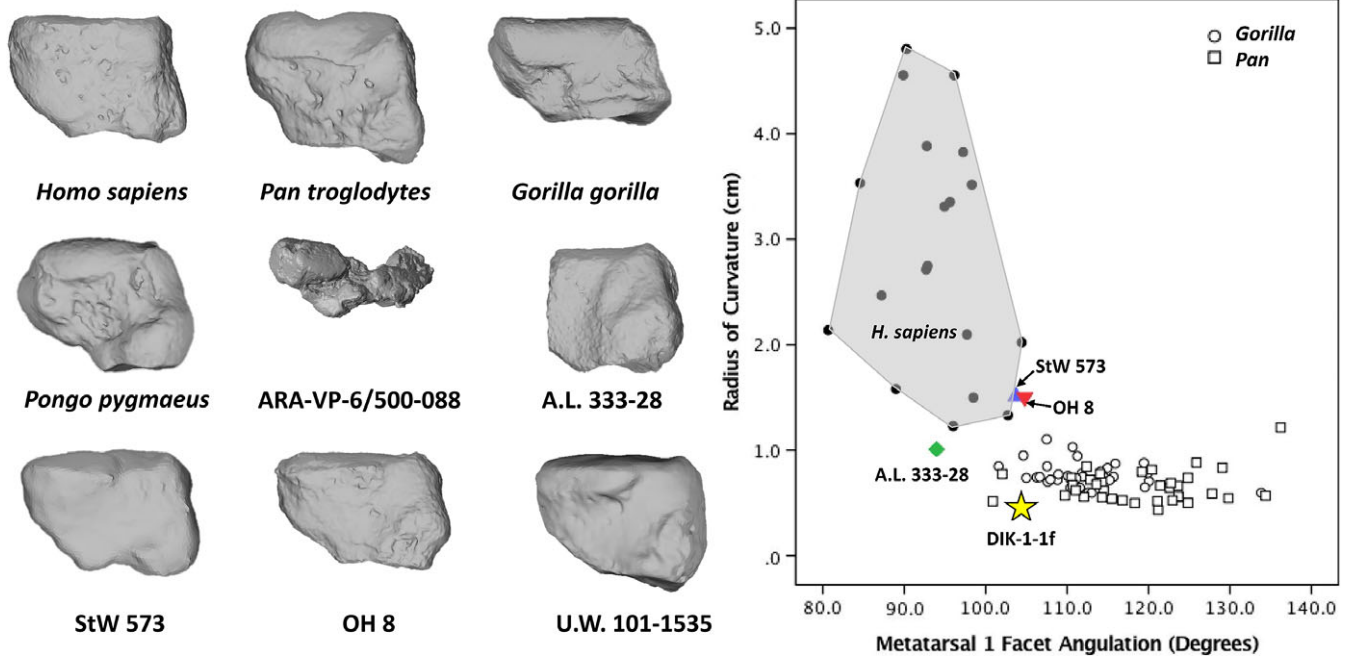 Homo sapiens
Pan troglodytes
Gorilla gorilla
Pongo pygmaeus
ARA-VP-6/500-088
A.L. 333-28
StW 573
OH 8
U.W. 101-1535
Radius of Curvature (cm)
5.0
4.0
3.0
2.0
1.0
.0
Gorilla
Pan
H. sapiens
StW 573
OH 8
A.L. 333-28
DIK-1-1f
80.0 90.0 100.0 110.0 120.0 130.0 140.0
Metatarsal 1 Facet Angulation (Degrees)